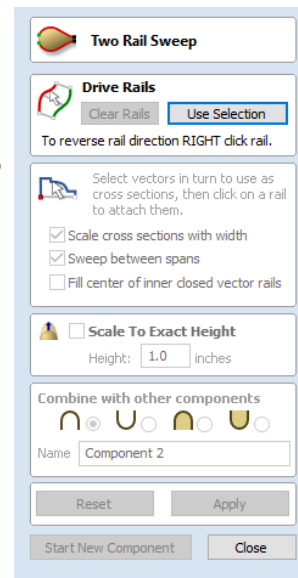 Two Rail Sweep
Drive Rails
Clear Rails Use Selection
To reverse rail direction RIGHT click rail.
Select vectors in turn to use as
cross sections, then click on a rail
to attach them.
Scale cross sections with width
Sweep between spans
Fill center of inner closed vector rails
Scale To Exact Height
Height: 1.0 inches
Combine with other components
Name Component 2
Reset Apply
Start New Component Close